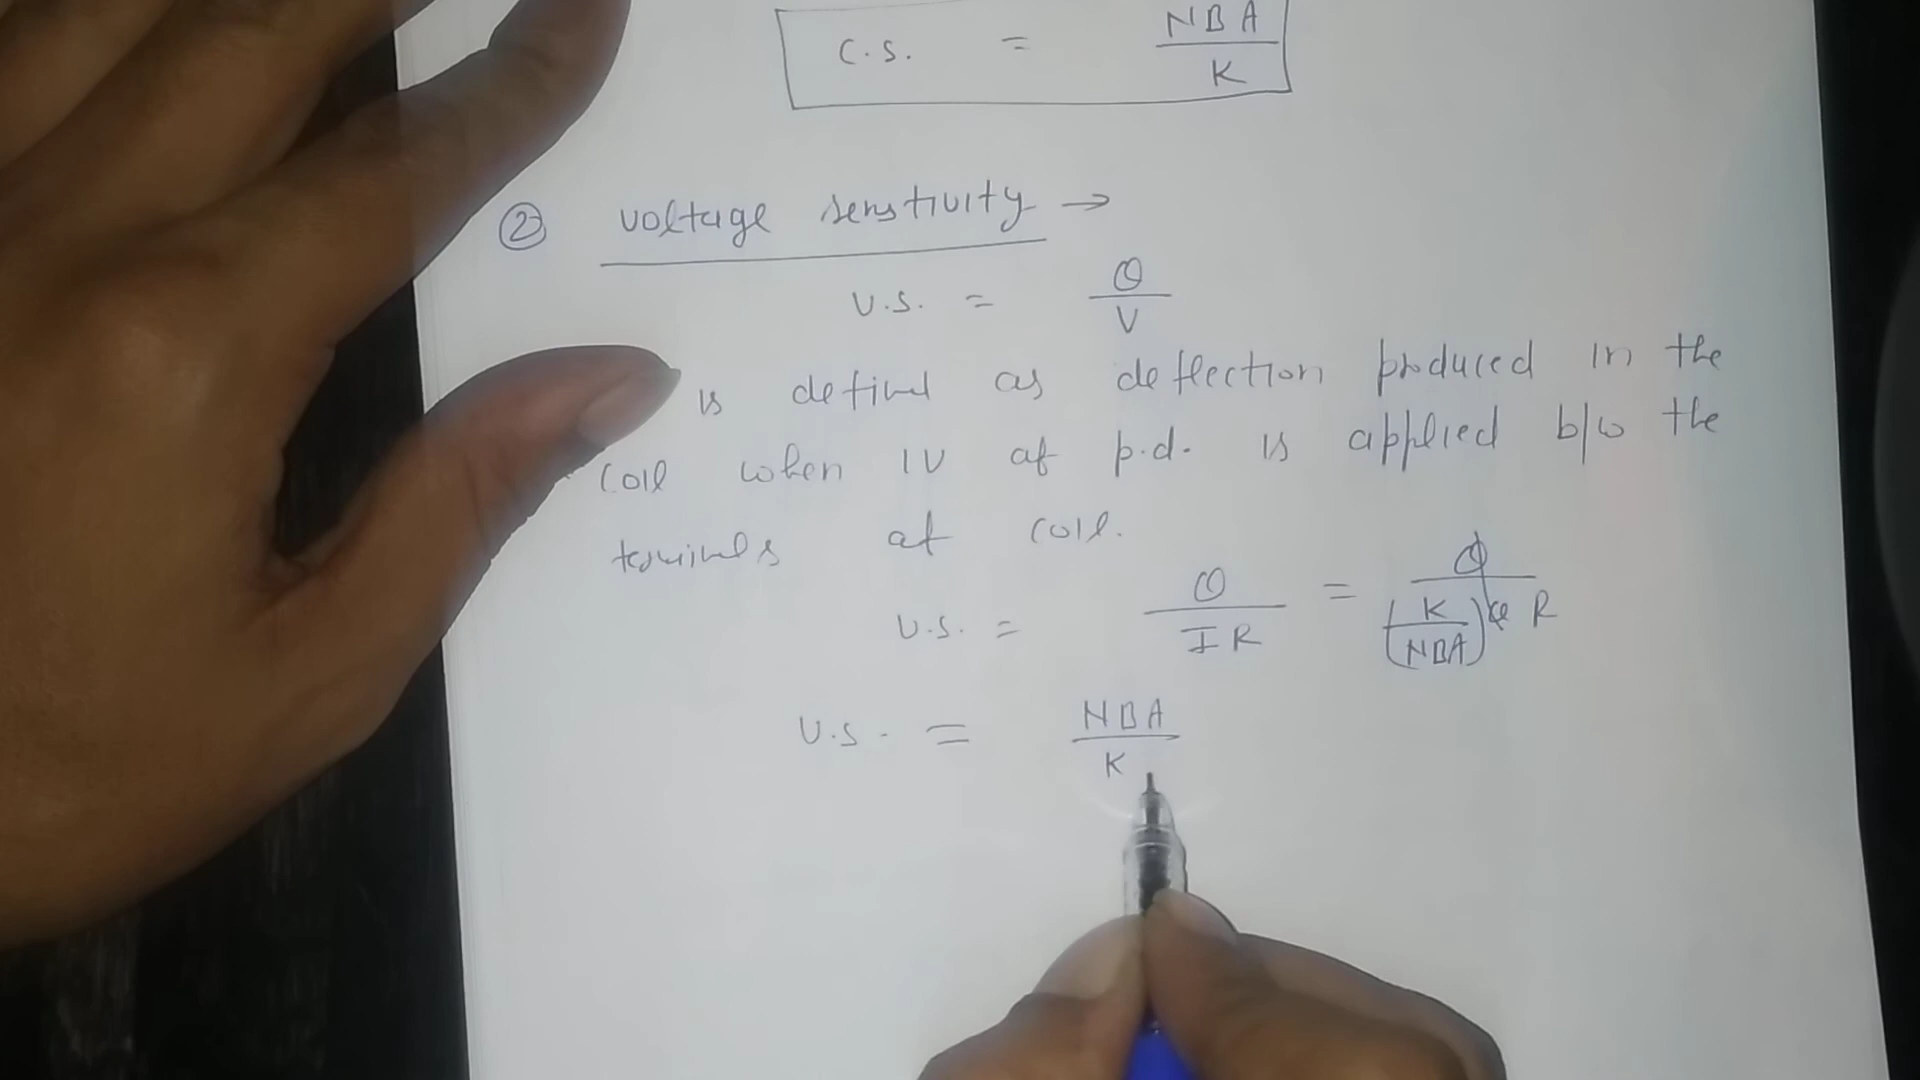 C.S. = NBA / K
② voltage senstivity →
V.S. = θ / V
is defined as deflection produced in the
coil when 1V of p.d. is applied b/w the
terminals of coil.
V.S. = θ / IR = θ / (K / NBA) θ R
V.S. = NBA / K